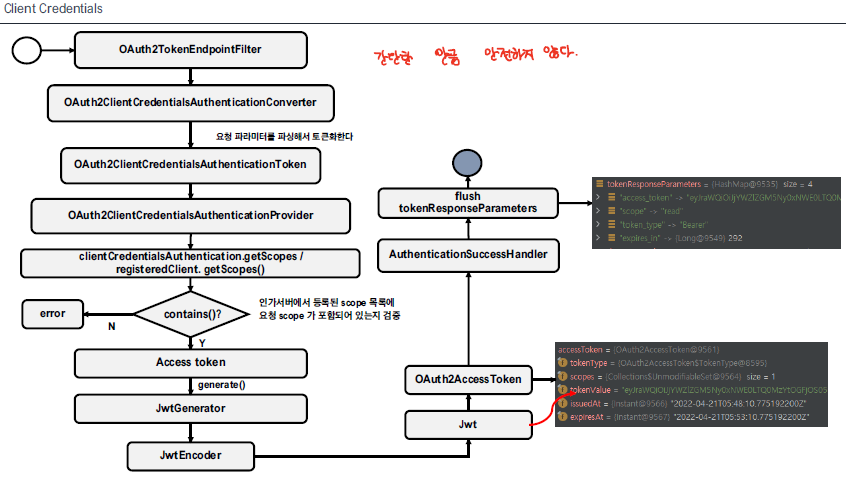 Client Credentials
OAuth2TokenEndpointFilter
간단한 만큼 안전하지 않다.
OAuth2ClientCredentialsAuthenticationConverter
요청 파라미터를 파싱해서 토큰화한다
OAuth2ClientCredentialsAuthenticationToken
OAuth2ClientCredentialsAuthenticationProvider
clientCredentialsAuthentication.getScopes /
registeredClient. getScopes()
error
N
contains()?
인가서버에서 등록된 scope 목록에
요청 scope 가 포함되어 있는지 검증
Y
Access token
generate()
JwtGenerator
JwtEncoder
Jwt
OAuth2AccessToken
AuthenticationSuccessHandler
flush
tokenResponseParameters
tokenResponseParameters = {HashMap@9535} size = 4
"access_token" ->
"scope" -> "read"
"token_type" -> "Bearer"
"expires_in" -> {Long@9549} 292
accessToken = {OAuth2AccessToken@9561}
tokenType = {OAuth2AccessToken$TokenType@8595}
scopes = {Collections$UnmodifiableSet@9564} size = 1
tokenValue =
issuedAt = {Instant@9566} "2022-04-21T05:48:10.775192200Z"
expiresAt = {Instant@9567} "2022-04-21T05:53:10.775192200Z"